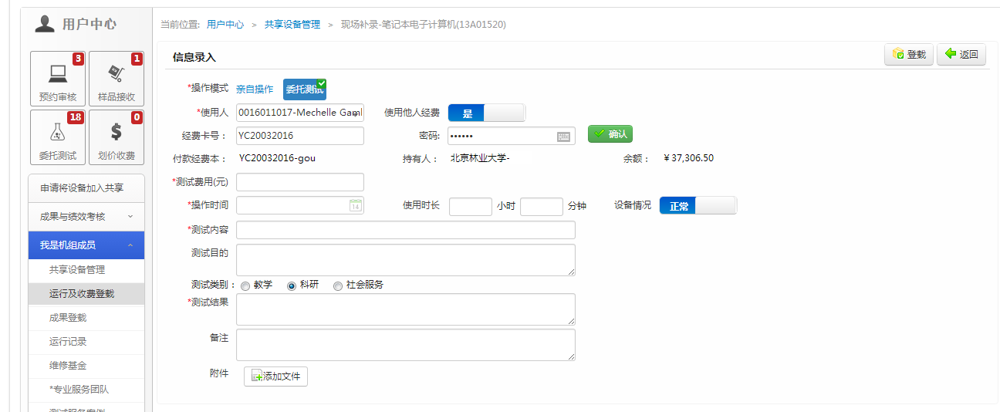 用户中心
当前位置: 用户中心 > 共享设备管理 > 现场补录-笔记本电子计算机(13A01520)
3
预约审核
1
样品接收
18
委托测试
0
划价收费
申请将设备加入共享
成果与绩效考核
我是机组成员
共享设备管理
运行及收费登载
成果登载
运行记录
维修基金
*专业服务团队
测试服务案例
信息录入
登载 返回
*操作模式 亲自操作 委托测试
*使用人 0016011017-Mechelle Gaml 使用他人经费 是
经费卡号： YC20032016 密码: •••••• 确认
付款经费本： YC20032016-gou 持有人： 北京林业大学- 余额： ￥37,306.50
*测试费用(元)
*操作时间 14 使用时长 小时 分钟 设备情况 正常
*测试内容
测试目的
测试类别： 教学 科研 社会服务
*测试结果
备注
附件 添加文件